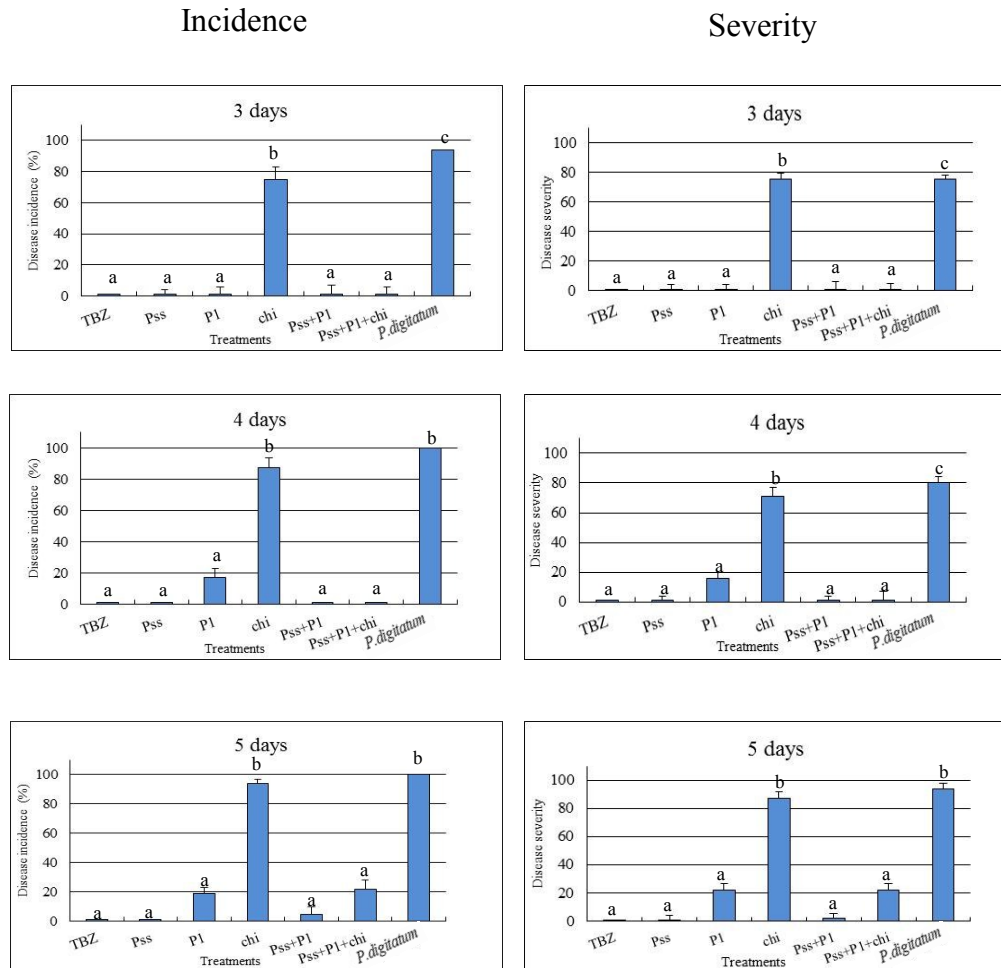 Incidence
Severity
3 days
Disease incidence (%)
100
80
60
40
20
0
a
a
a
b
a
a
c
TBZ
Pss
P1
chi
Pss+P1
Pss+P1+chi
P.digitatum
Treatments
3 days
Disease severity
100
80
60
40
20
0
a
a
a
b
a
a
c
TBZ
Pss
P1
chi
Pss+P1
Pss+P1+chi
P.digitatum
Treatments
4 days
Disease incidence (%)
100
80
60
40
20
0
a
a
a
b
a
a
b
TBZ
Pss
P1
chi
Pss+P1
Pss+P1+chi
P.digitatum
Treatments
4 days
Disease severity
100
80
60
40
20
0
a
a
a
b
a
a
c
TBZ
Pss
P1
chi
Pss+P1
Pss+P1+chi
P.digitatum
Treatments
5 days
Disease incidence (%)
100
80
60
40
20
0
a
a
a
b
a
a
b
TBZ
Pss
P1
chi
Pss+P1
Pss+P1+chi
P.digitatum
Treatments
5 days
Disease severity
100
80
60
40
20
0
a
a
a
b
a
a
b
TBZ
Pss
P1
chi
Pss+P1
Pss+P1+chi
P.digitatum
Treatments